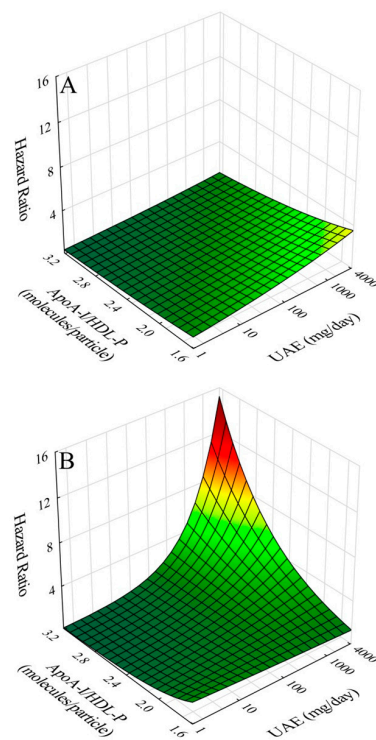 A
16
12
8
4
Hazard Ratio
3.2
2.8
2.4
2.0
1.6
ApoA-I/HDL-P
(molecules/particle)
1
10
100
1000
4000
UAE (mg/day)
B
16
12
8
4
Hazard Ratio
3.2
2.8
2.4
2.0
1.6
ApoA-I/HDL-P
(molecules/particle)
1
10
100
1000
4000
UAE (mg/day)